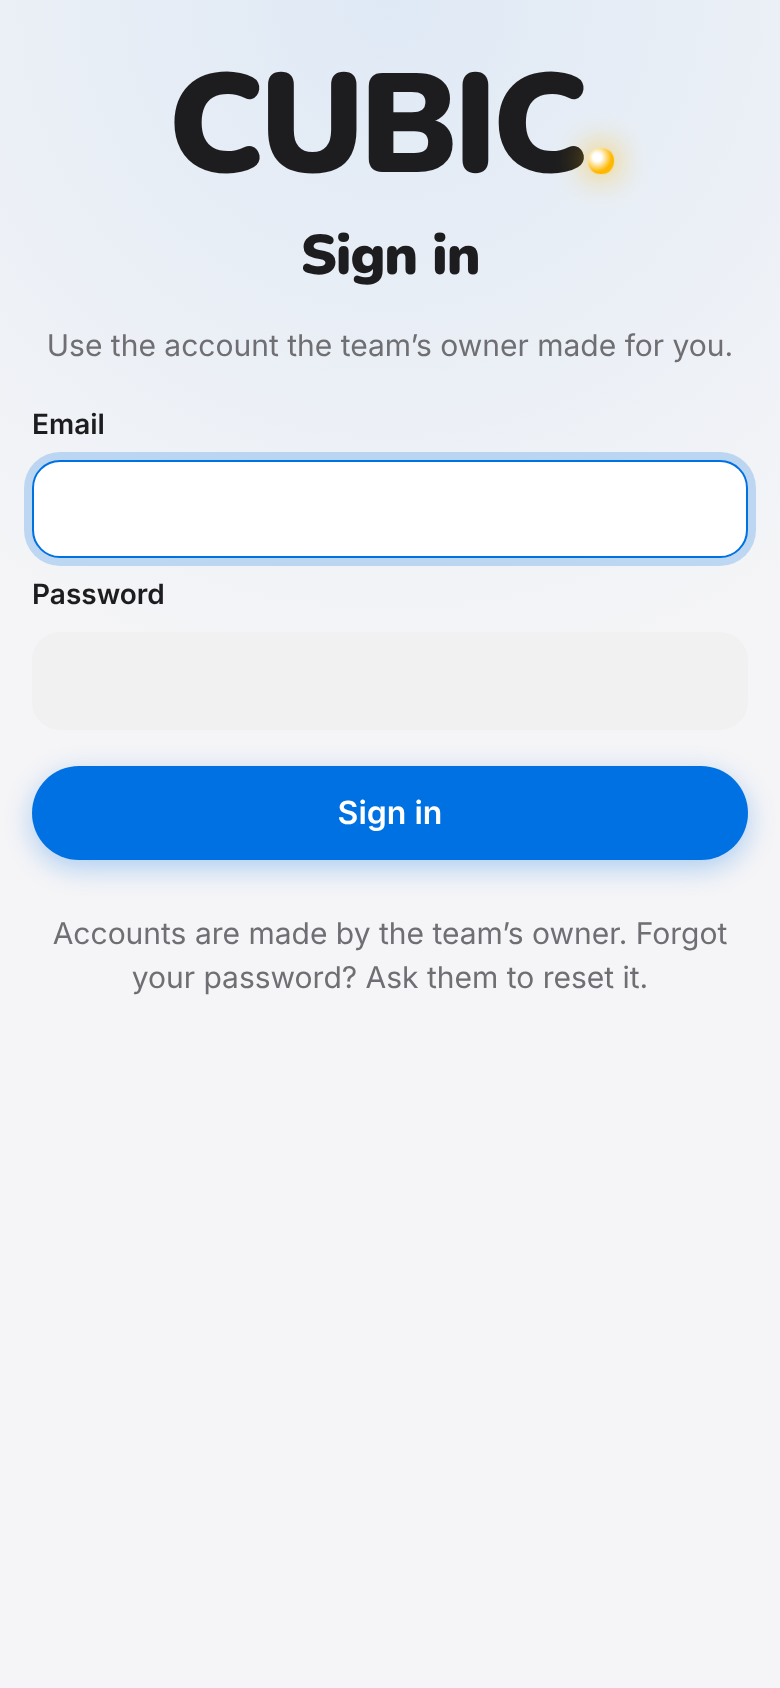 CUBIC.
Sign in
Use the account the team’s owner made for you.
Email
Password
Sign in
Accounts are made by the team’s owner. Forgot
your password? Ask them to reset it.